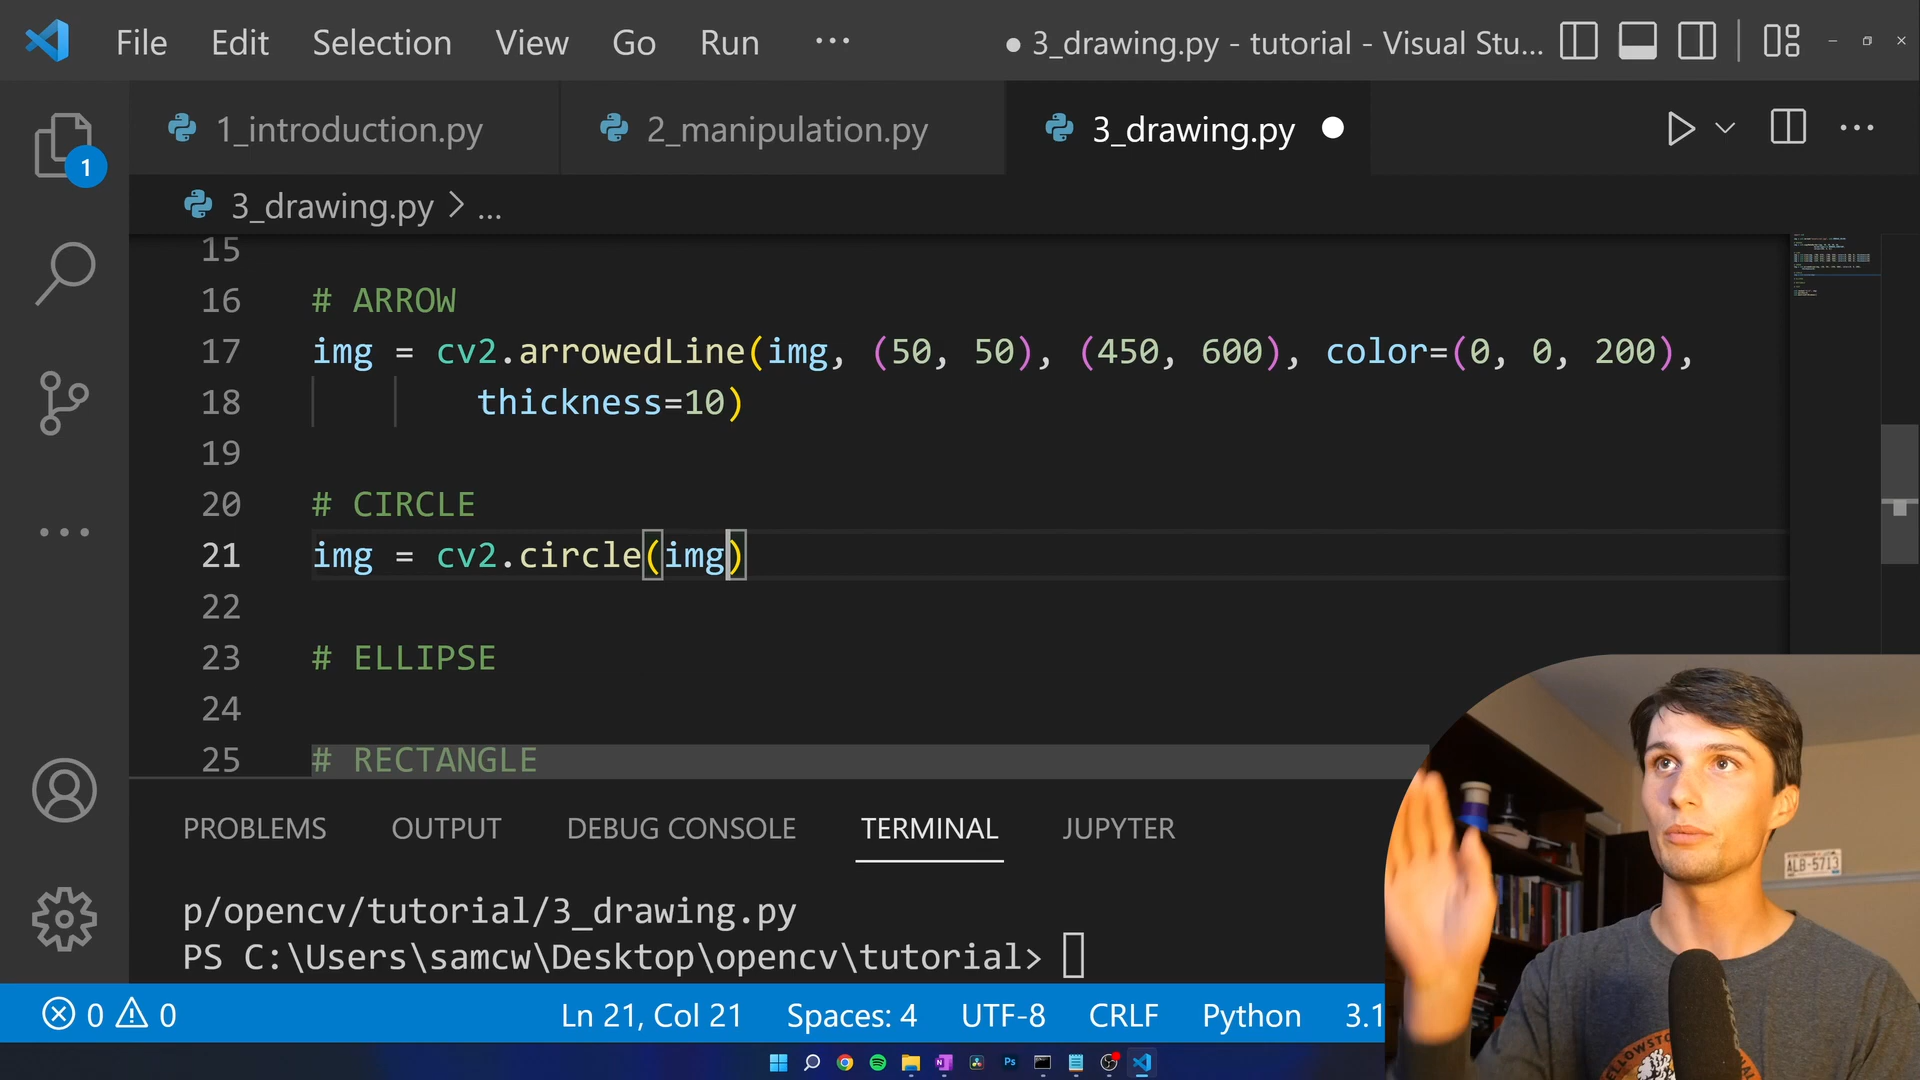 File Edit Selection View Go Run ... ● 3_drawing.py - tutorial - Visual Stu...
1_introduction.py 2_manipulation.py 3_drawing.py
1
3_drawing.py > ...
15
16 # ARROW
17 img = cv2.arrowedLine(img, (50, 50), (450, 600), color=(0, 0, 200),
18 thickness=10)
19
20 # CIRCLE
21 img = cv2.circle(img)
22
23 # ELLIPSE
24
25 # RECTANGLE
PROBLEMS OUTPUT DEBUG CONSOLE TERMINAL JUPYTER
ALB-5713
p/opencv/tutorial/3_drawing.py
PS C:\Users\samcw\Desktop\opencv\tutorial>
0 0 Ln 21, Col 21 Spaces: 4 UTF-8 CRLF Python 3.1
Ps